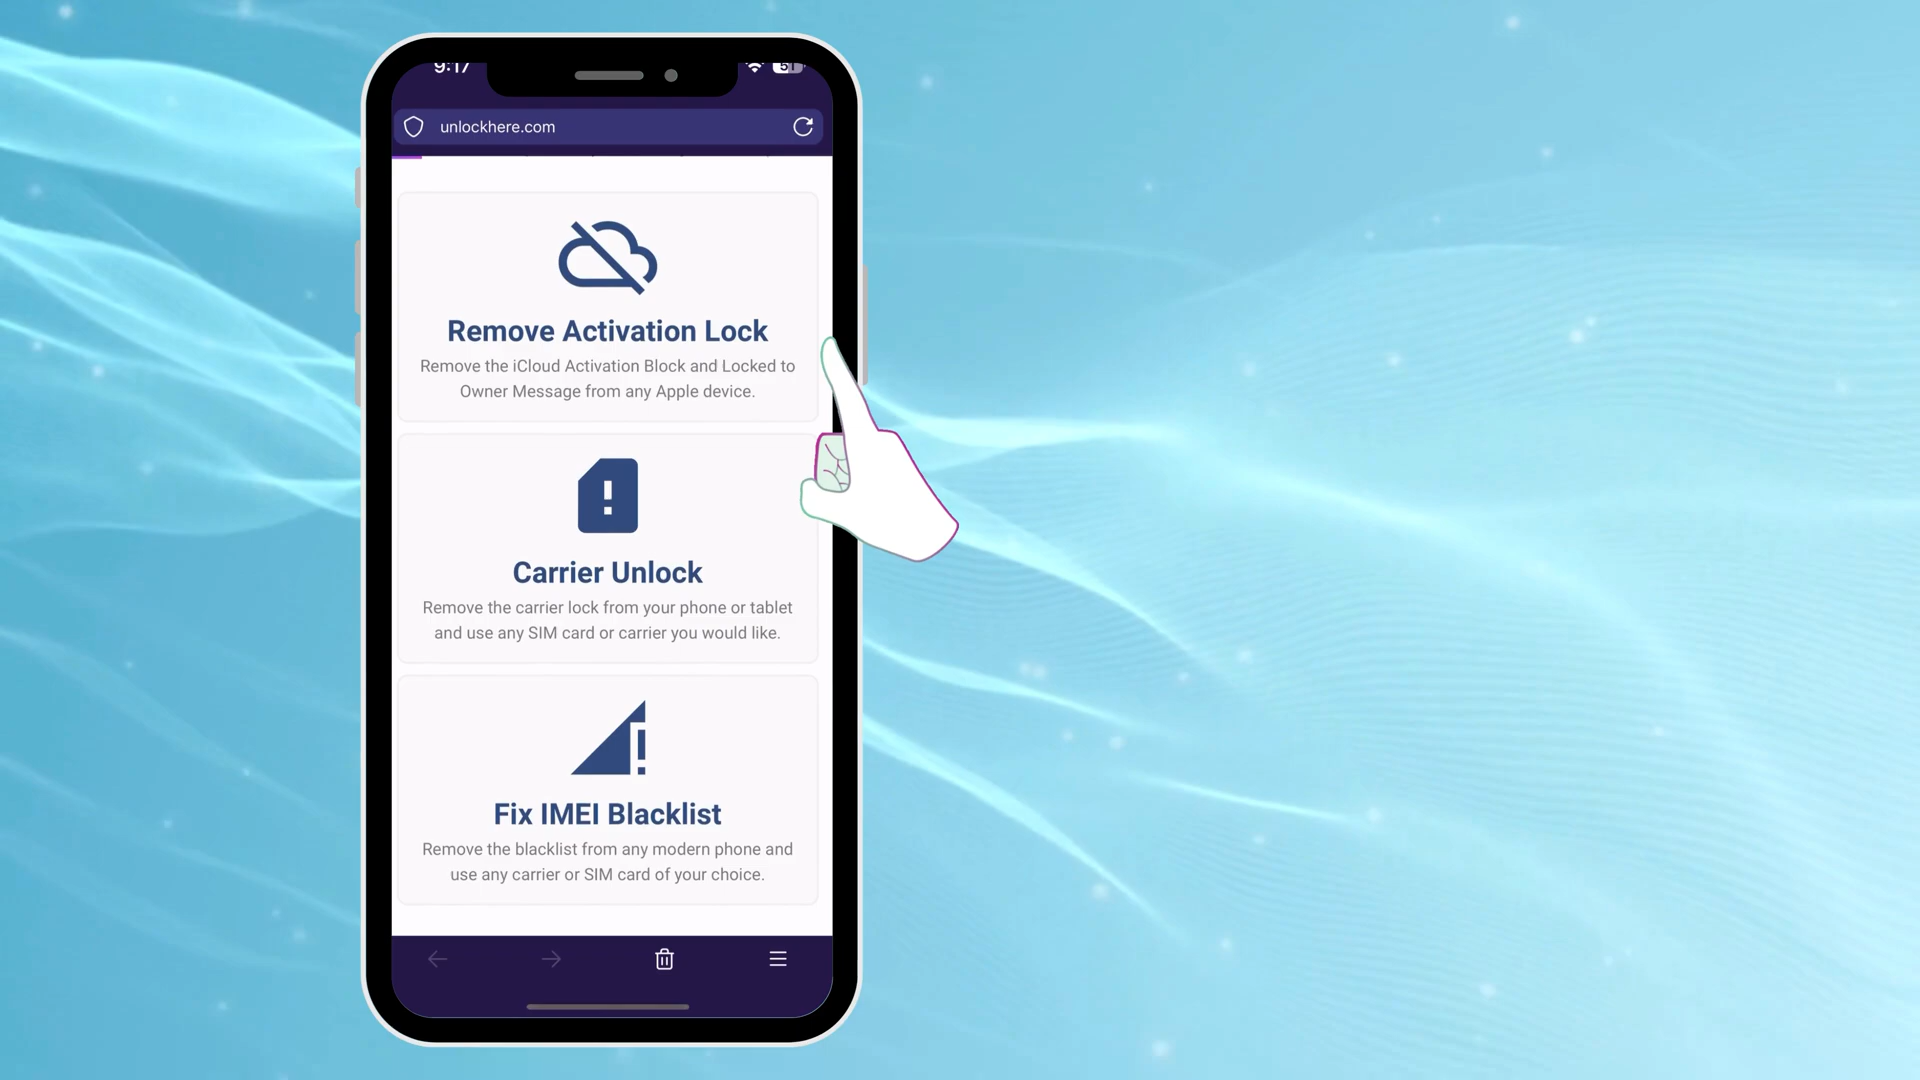 9:17
51
unlockhere.com
Remove Activation Lock
Remove the iCloud Activation Block and Locked to
Owner Message from any Apple device.
Carrier Unlock
Remove the carrier lock from your phone or tablet
and use any SIM card or carrier you would like.
Fix IMEI Blacklist
Remove the blacklist from any modern phone and
use any carrier or SIM card of your choice.